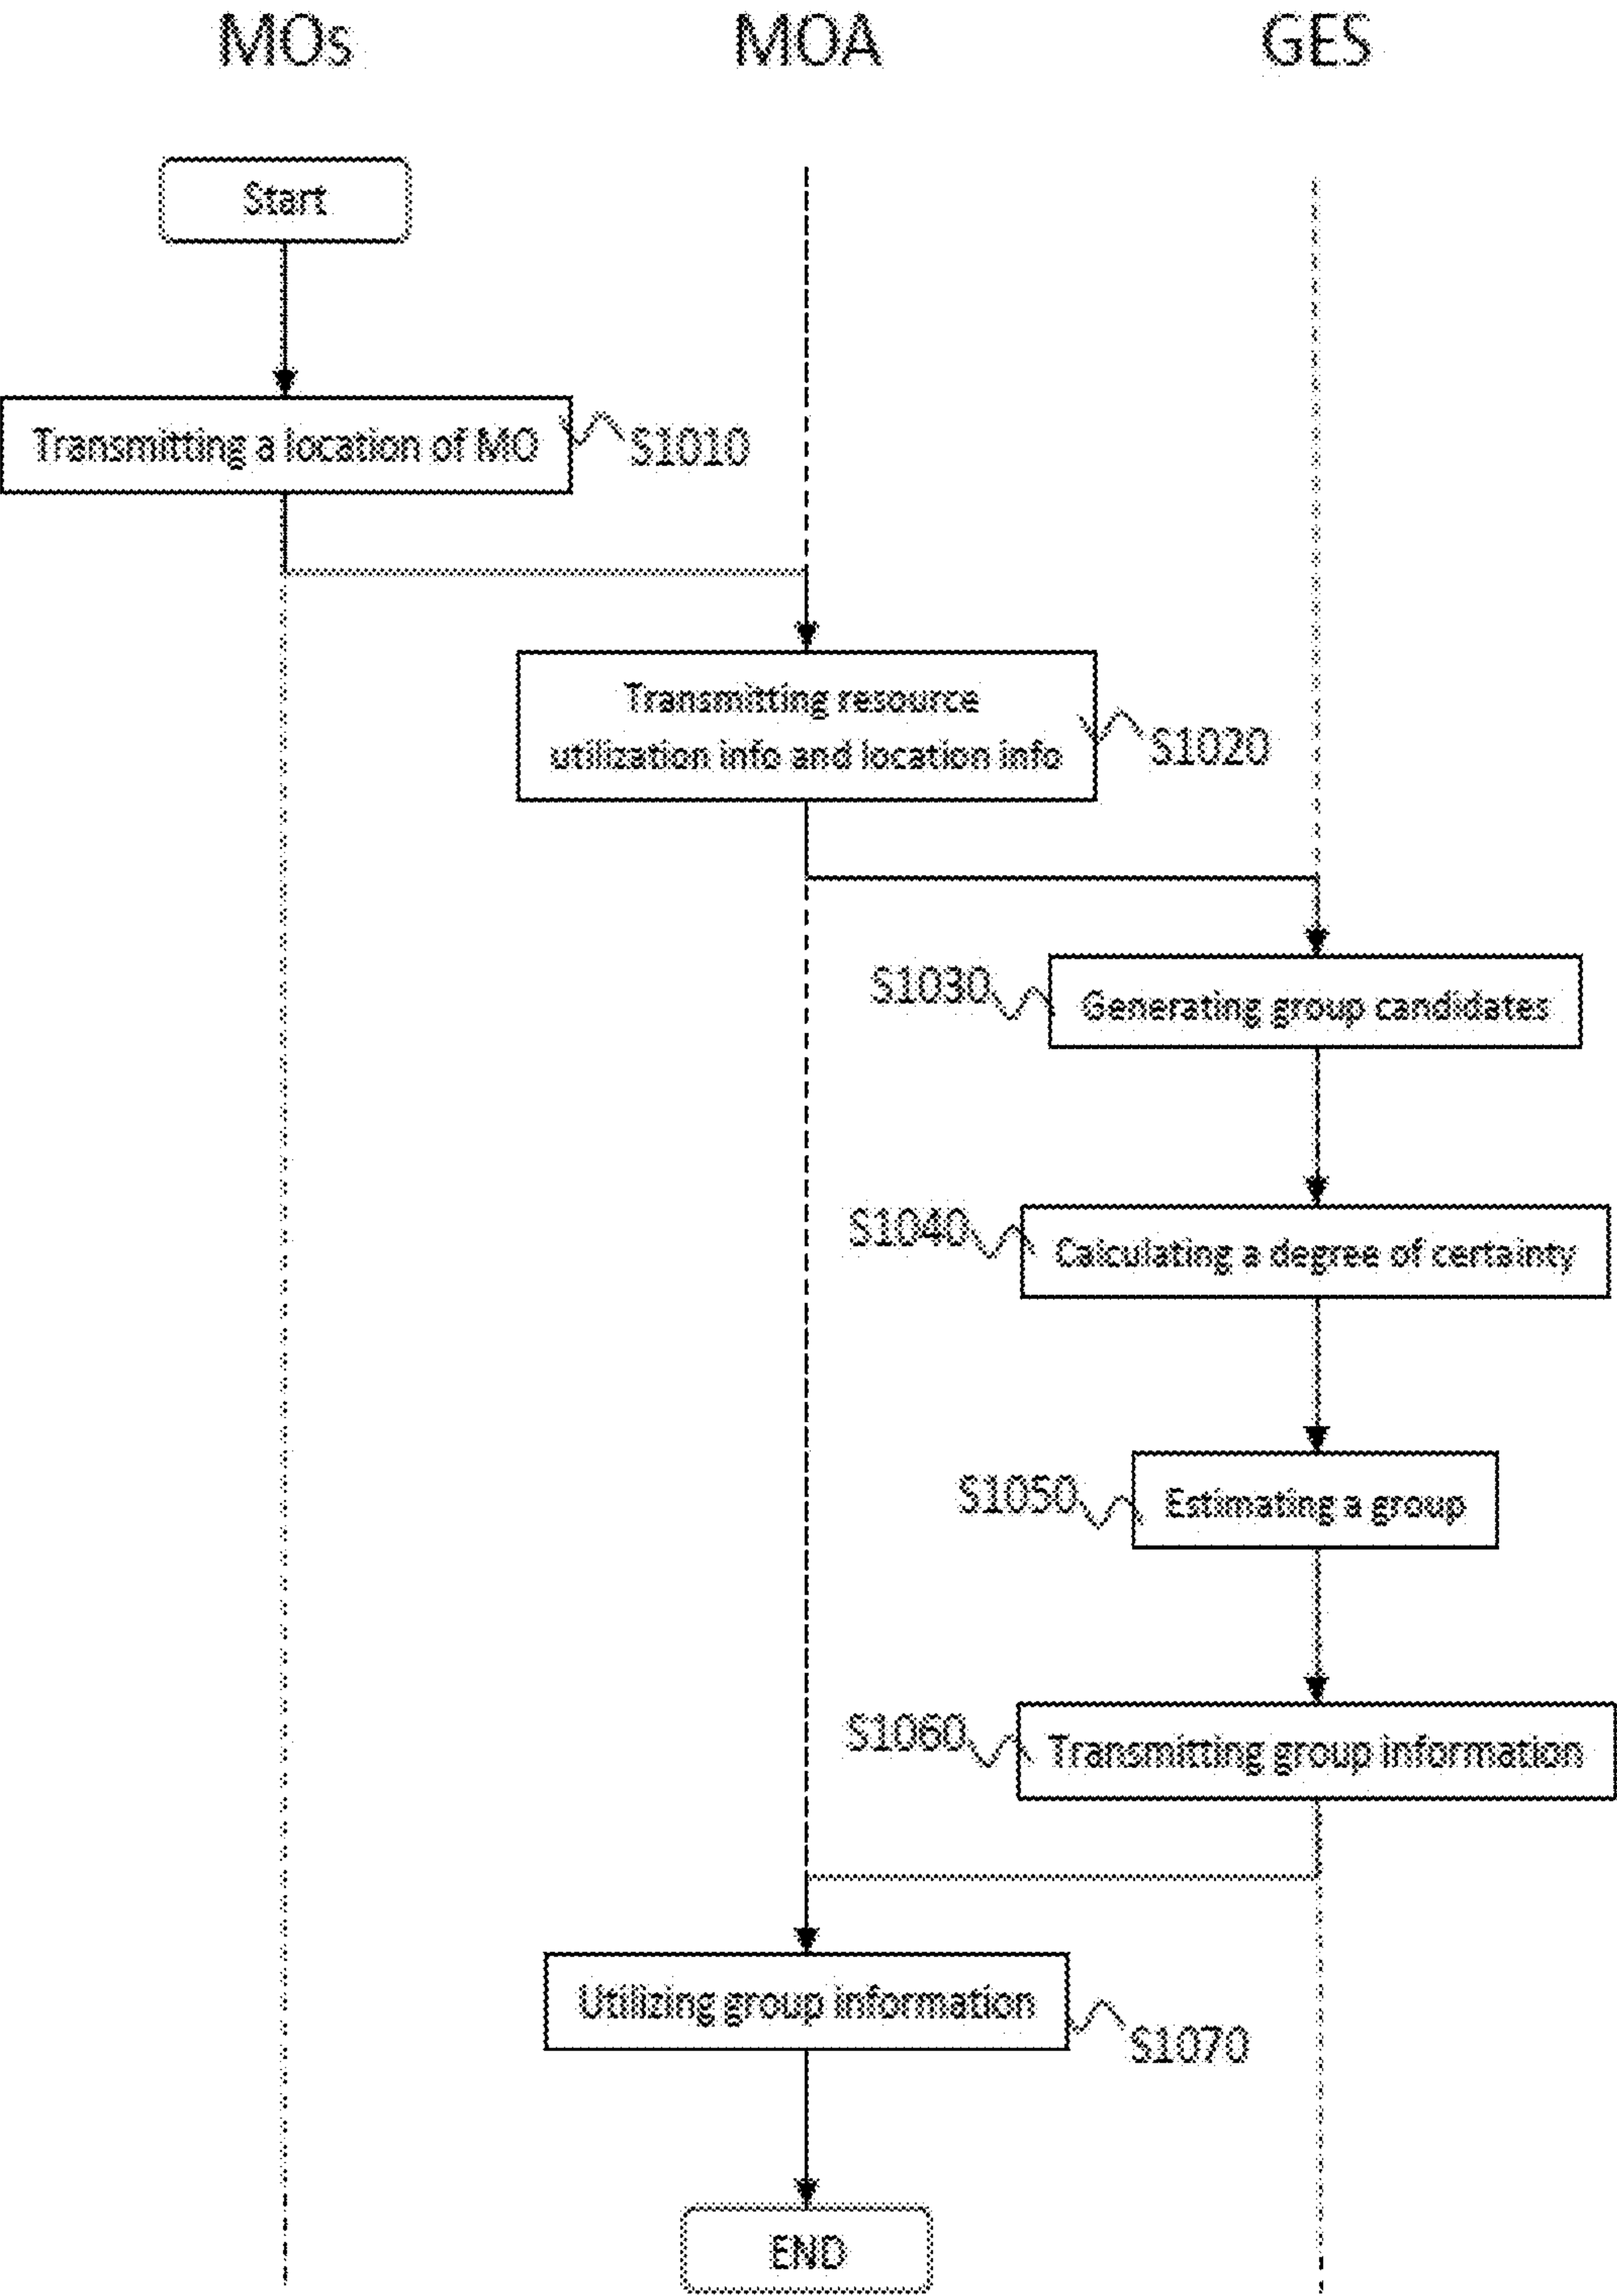 MOs
MOA
GES
Start
Transmitting a location of MO
S1010
Transmitting resource
utilization info and location info
S1020
S1030
Generating group candidates
S1040
Calculating a degree of certainty
S1050
Estimating a group
S1060
Transmitting group information
Utilizing group information
S1070
END